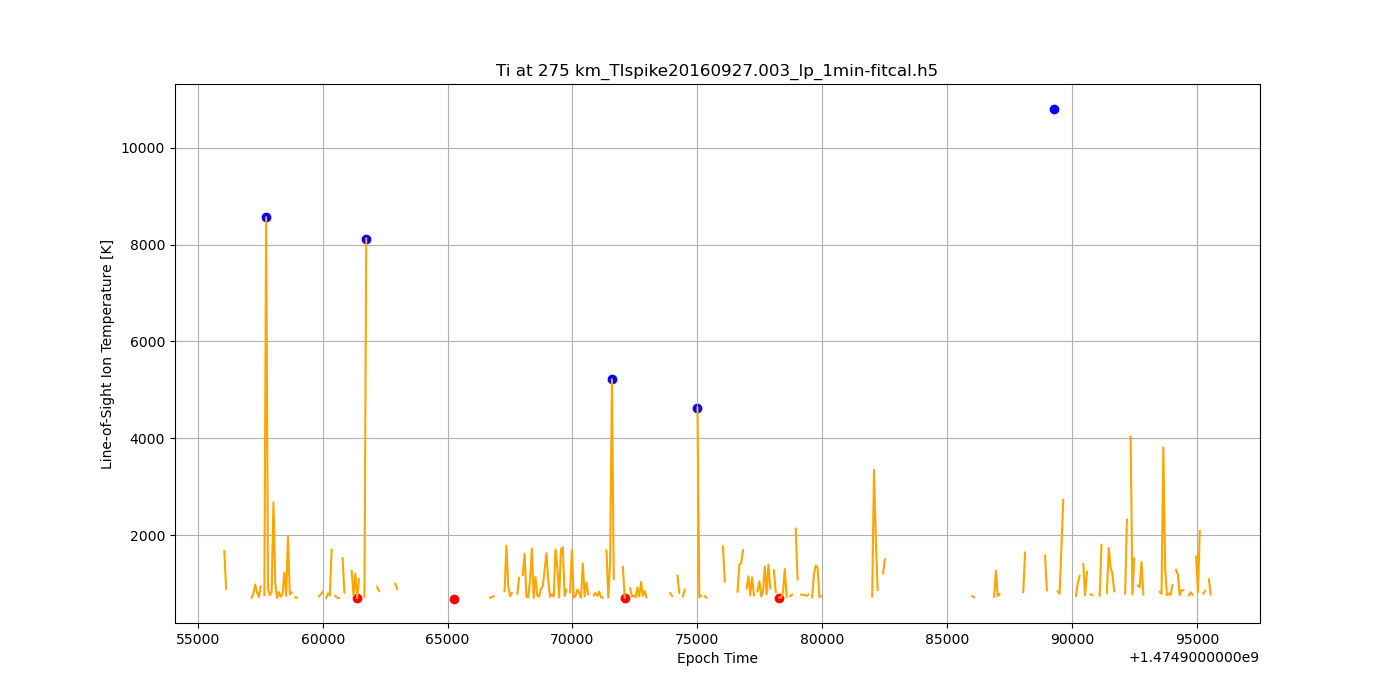 Ti at 275 km_TIspike20160927.003_lp_1min-fitcal.h5
Line-of-Sight Ion Temperature [K]
10000
8000
6000
4000
2000
55000 60000 65000 70000 75000 80000 85000 90000 95000
Epoch Time
+1.4749000000e9